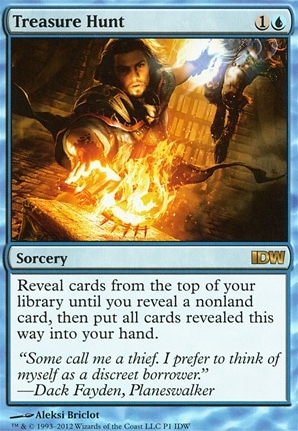 Treasure Hunt 1
Sorcery IDW
Reveal cards from the top of your
library until you reveal a nonland
card, then put all cards revealed this
way into your hand.
“Some call me a thief. I prefer to think of
myself as a discreet borrower.”
—Dack Fayden, Planeswalker
Aleksi Briclot
™ & © 1993–2012 Wizards of the Coast LLC P1 IDW